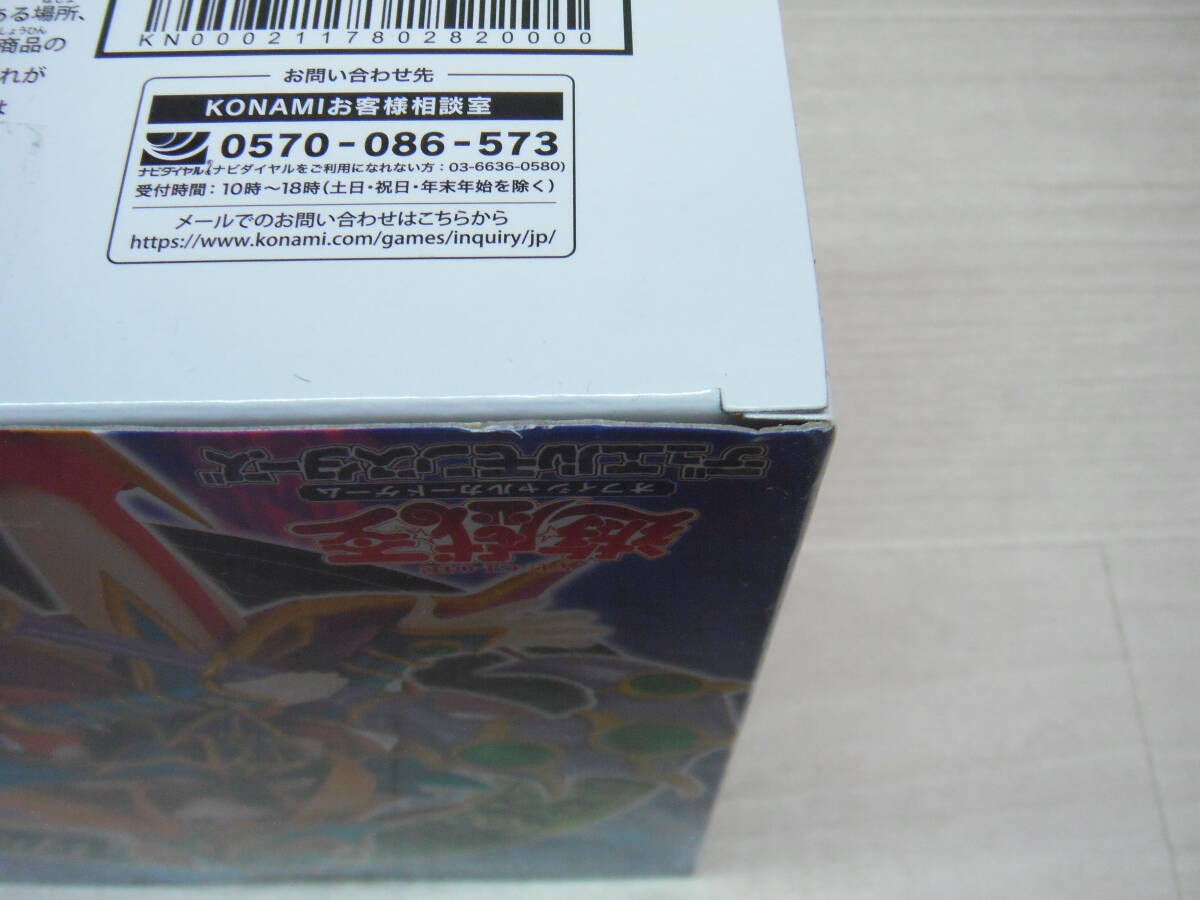 ある場所、
商品の
れが
は
KN0002117802820000
お問い合わせ先
KONAMIお客様相談室
0570-086-573
ナビダイヤル®(ナビダイヤルをご利用になれない方:03-6636-0580)
受付時間:10時~18時(土日・祝日・年末年始を除く)
メールでのお問い合わせはこちらから
https://www.konami.com/games/inquiry/jp/
遊戯王
オフィシャルカードゲーム
デュエルモンスターズ